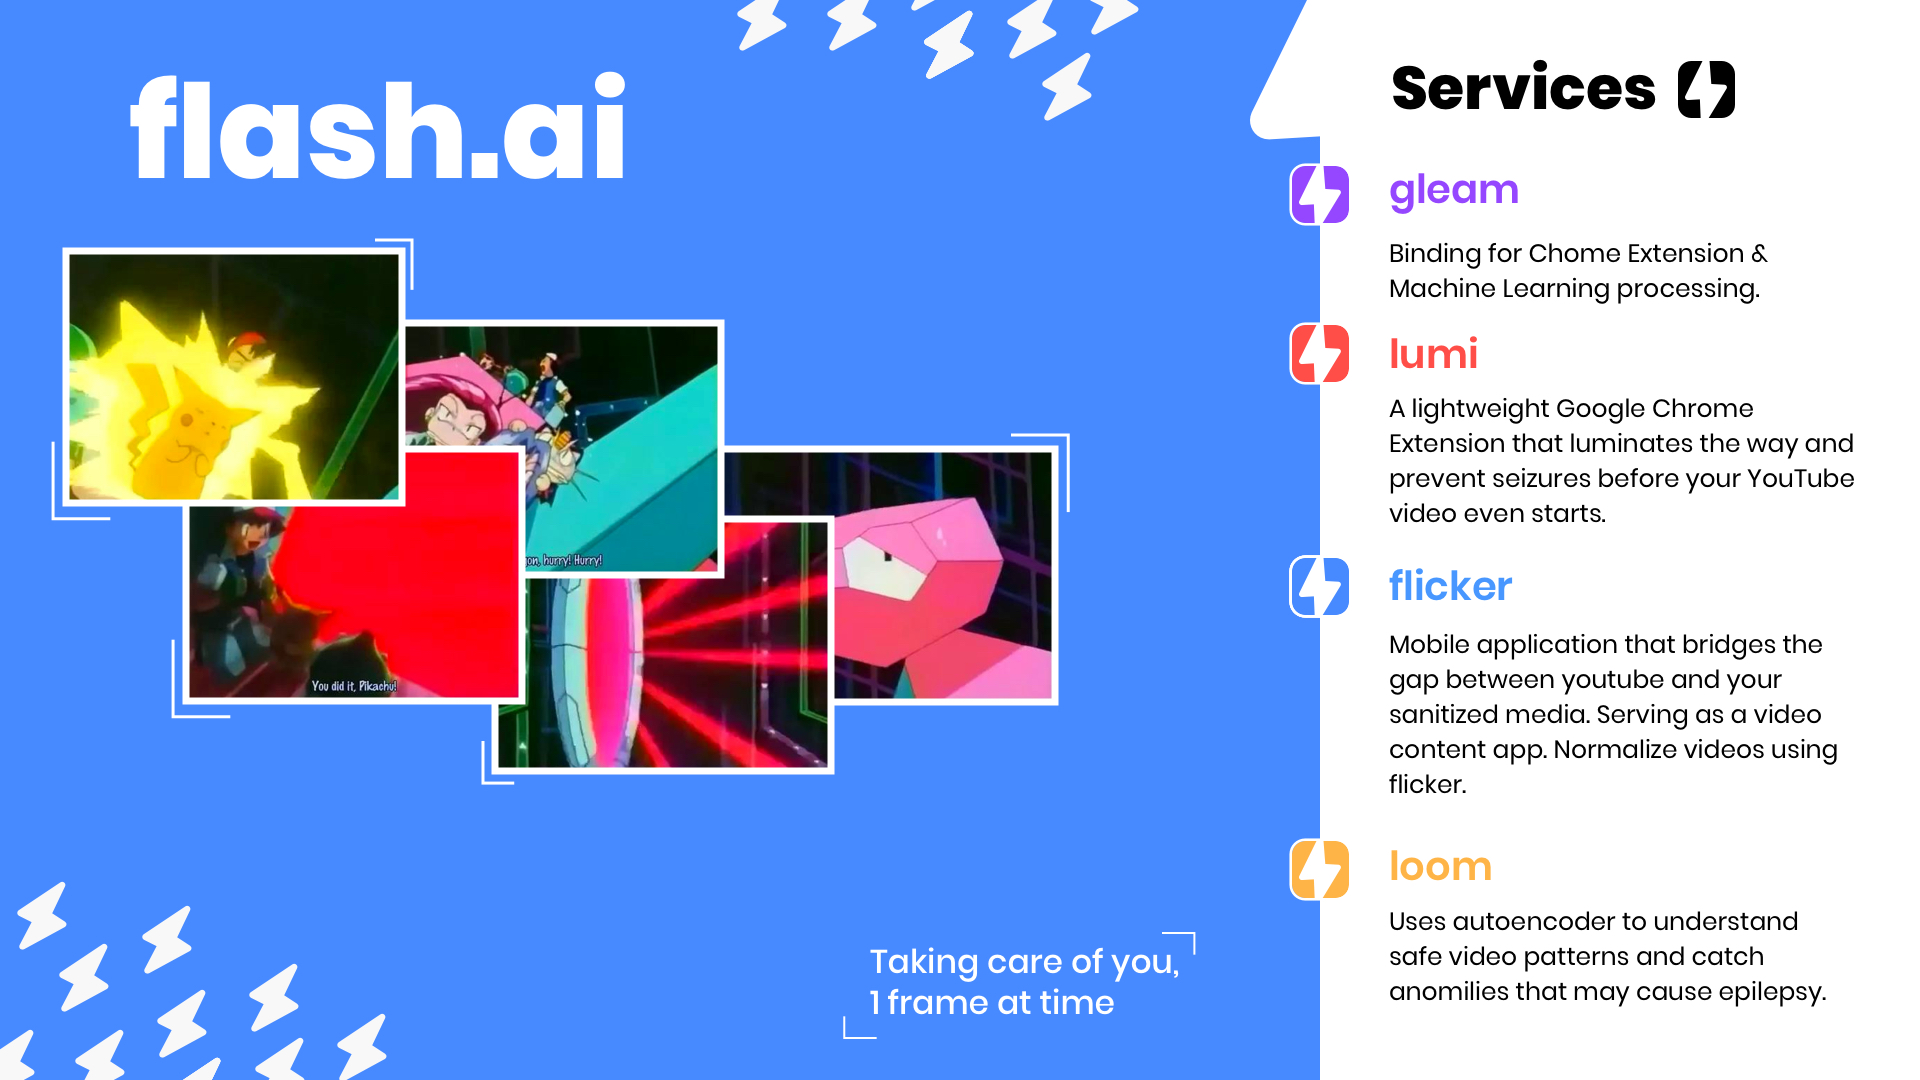 flash.ai
on, hurry! Hurry!
You did it, Pikachu!
Taking care of you,
1 frame at time
Services
gleam
Binding for Chome Extension &
Machine Learning processing.
lumi
A lightweight Google Chrome
Extension that luminates the way and
prevent seizures before your YouTube
video even starts.
flicker
Mobile application that bridges the
gap between youtube and your
sanitized media. Serving as a video
content app. Normalize videos using
flicker.
loom
Uses autoencoder to understand
safe video patterns and catch
anomilies that may cause epilepsy.